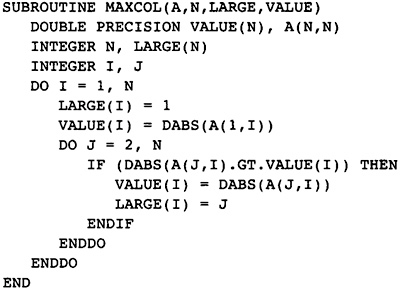 SUBROUTINE MAXCOL(A,N,LARGE,VALUE)
DOUBLE PRECISION VALUE(N), A(N,N)
INTEGER N, LARGE(N)
INTEGER I, J
DO I = 1, N
LARGE(I) = 1
VALUE(I) = DABS(A(1,I))
DO J = 2, N
IF (DABS(A(J,I).GT.VALUE(I)) THEN
VALUE(I) = DABS(A(J,I))
LARGE(I) = J
ENDIF
ENDDO
ENDDO
END